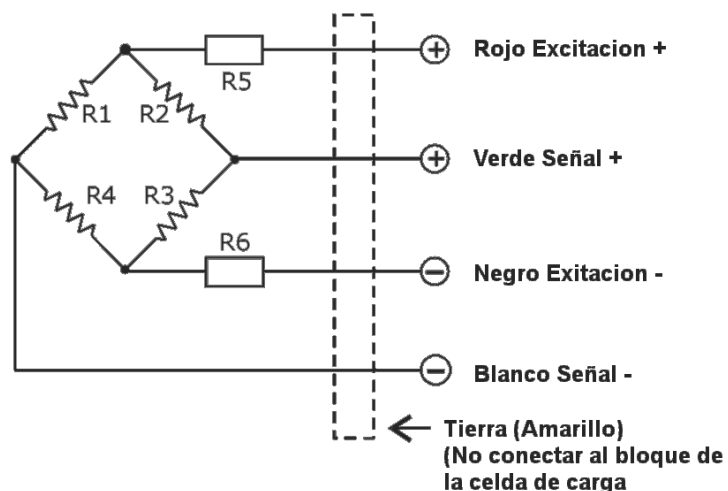 R5
Rojo Excitacion +
R1
R2
Verde Señal +
R4
R3
R6
Negro Exitacion -
Blanco Señal -
Tierra (Amarillo)
(No conectar al bloque de
la celda de carga